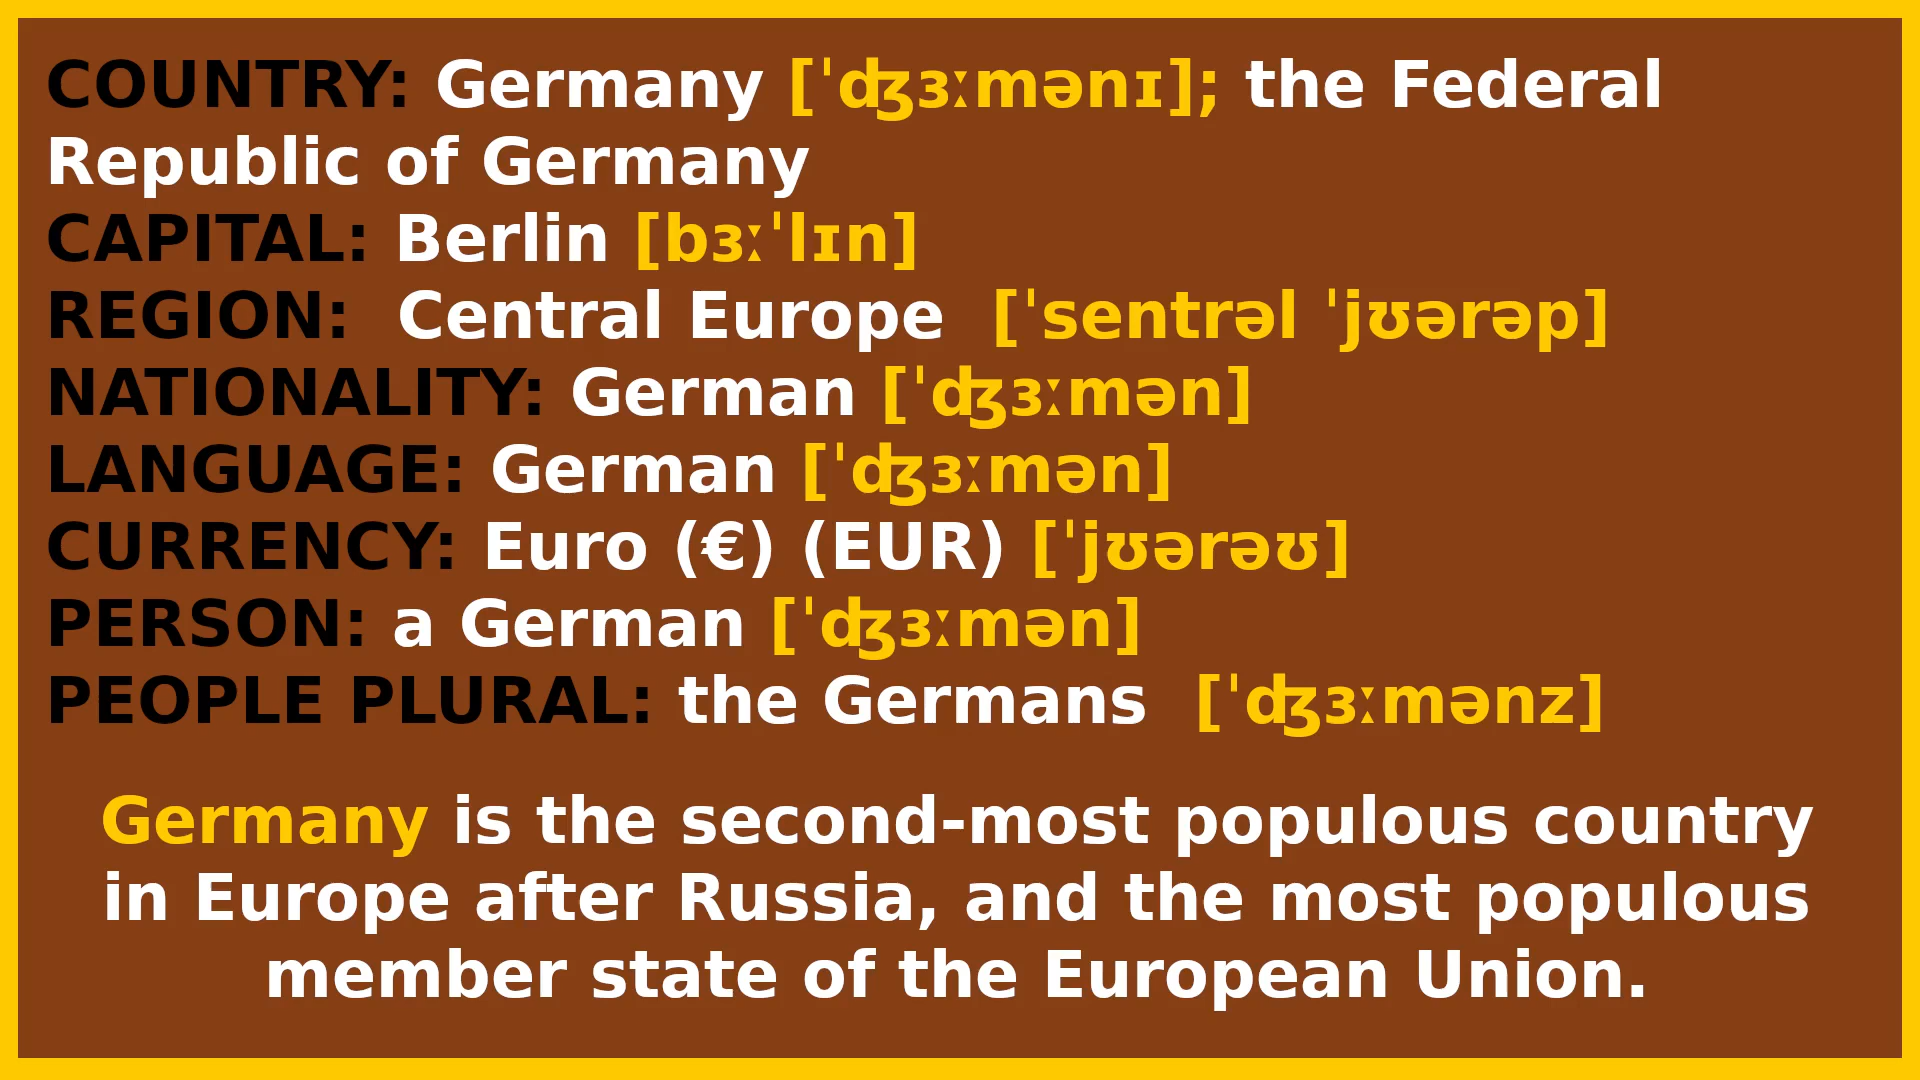 COUNTRY: Germany [ˈʤɜːmənɪ]; the Federal
Republic of Germany
CAPITAL: Berlin [bɜːˈlɪn]
REGION:  Central Europe  [ˈsentrəl ˈjʊərəp]
NATIONALITY: German [ˈʤɜːmən]
LANGUAGE: German [ˈʤɜːmən]
CURRENCY: Euro (€) (EUR) [ˈjʊərəʊ]
PERSON: a German [ˈʤɜːmən]
PEOPLE PLURAL: the Germans  [ˈʤɜːmənz]
Germany is the second-most populous country
in Europe after Russia, and the most populous
member state of the European Union.